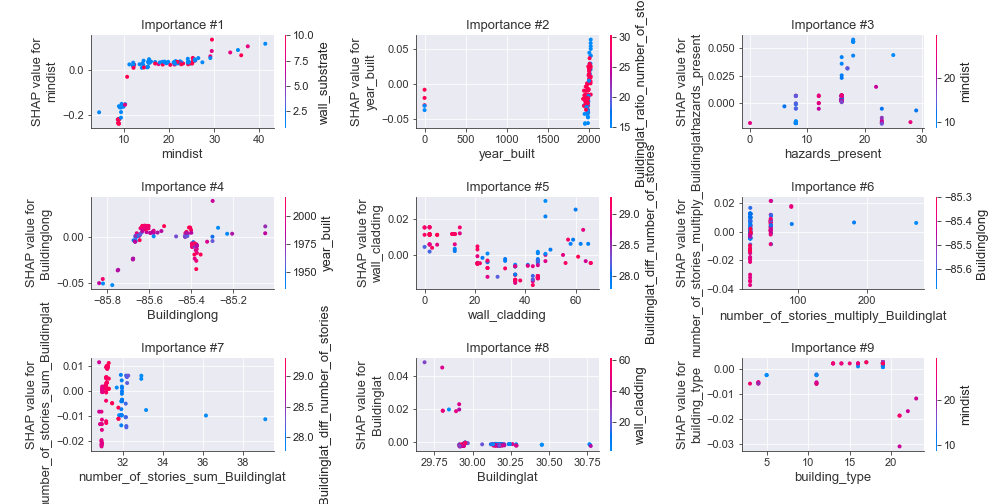 Importance #1
0.0
−0.2
10
20
30
40
mindist
SHAP value for
mindist
10.0
7.5
5.0
2.5
wall_substrate
Importance #2
0.05
0.00
−0.05
0
500
1000
1500
2000
year_built
SHAP value for
year_built
30
25
20
15
Importance #3
0.050
0.025
0.000
0
10
20
30
hazards_present
SHAP value for
hazards_present
20
10
mindist
Importance #4
0.00
−0.05
−85.8
−85.6
−85.4
−85.2
Buildinglong
SHAP value for
Buildinglong
2000
1975
1950
year_built
Importance #5
0.02
0.00
0
20
40
60
wall_cladding
SHAP value for
wall_cladding
29.0
28.5
28.0
Buildinglat_diff_number_of_stories
Importance #6
0.02
0.00
−0.02
−0.04
100
200
number_of_stories_multiply_Buildinglat
SHAP value for
number_of_stories_multiply_Buildinglat
−85.3
−85.4
−85.5
−85.6
Buildinglong
Importance #7
0.01
0.00
−0.01
−0.02
32
34
36
38
number_of_stories_sum_Buildinglat
SHAP value for
number_of_stories_sum_Buildinglat
29.0
28.5
28.0
Buildinglat_diff_number_of_stories
Importance #8
0.04
0.02
0.00
29.75
30.00
30.25
30.50
30.75
Buildinglat
SHAP value for
Buildinglat
60
40
20
wall_cladding
Importance #9
0.00
−0.01
−0.02
−0.03
5
10
15
20
building_type
SHAP value for
building_type
20
10
mindist